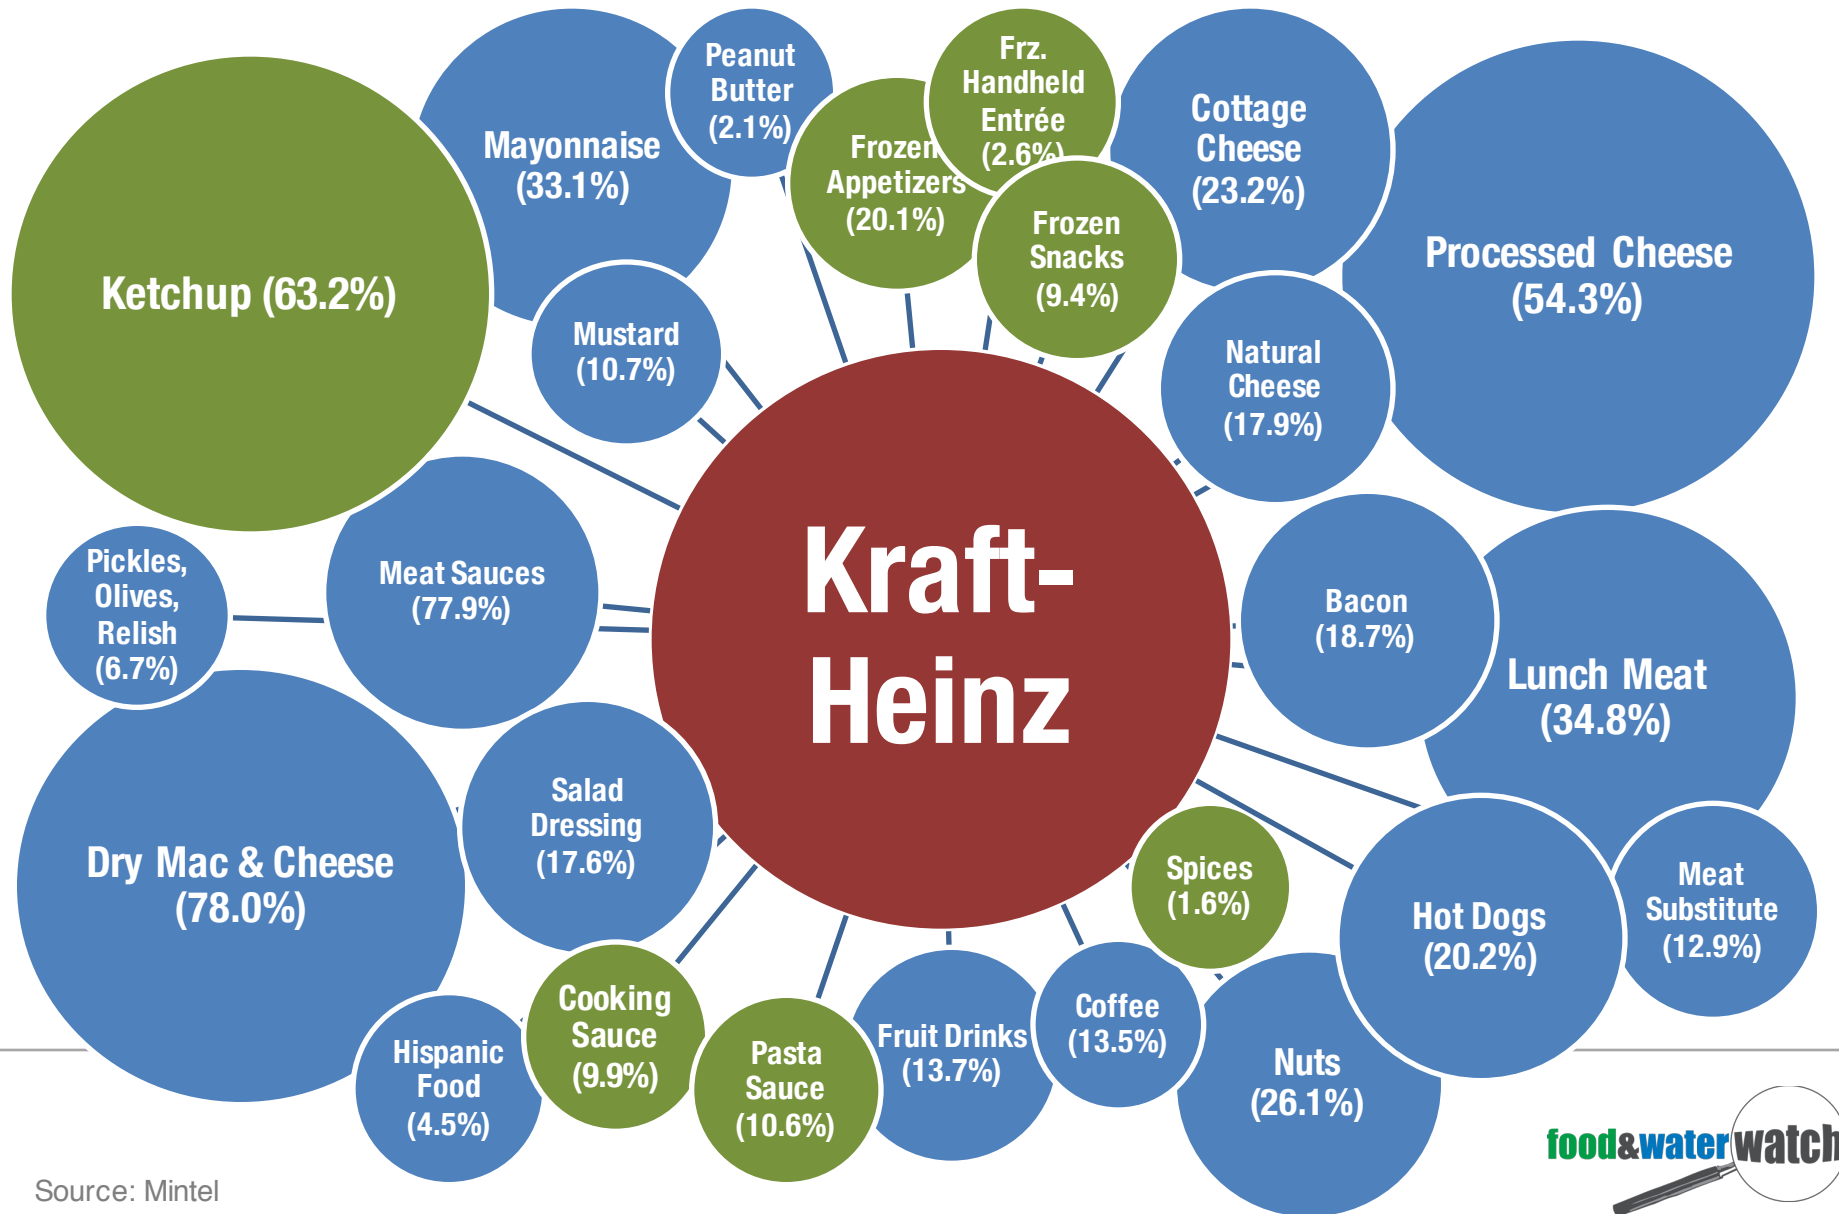 Peanut
Butter
(2.1%)
Frz.
Handheld
Entrée
(2.6%)
Mayonnaise
(33.1%)
Frozen
Appetizers
(20.1%)
Cottage
Cheese
(23.2%)
Processed Cheese
(54.3%)
Ketchup (63.2%)
Frozen
Snacks
(9.4%)
Mustard
(10.7%)
Natural
Cheese
(17.9%)
Pickles,
Olives,
Relish
(6.7%)
Meat Sauces
(77.9%)
Kraft-
Heinz
Bacon
(18.7%)
Lunch Meat
(34.8%)
Salad
Dressing
(17.6%)
Dry Mac & Cheese
(78.0%)
Spices
(1.6%)
Hot Dogs
(20.2%)
Meat
Substitute
(12.9%)
Hispanic
Food
(4.5%)
Cooking
Sauce
(9.9%)
Pasta
Sauce
(10.6%)
Fruit Drinks
(13.7%)
Coffee
(13.5%)
Nuts
(26.1%)
food&waterwatch
Source: Mintel